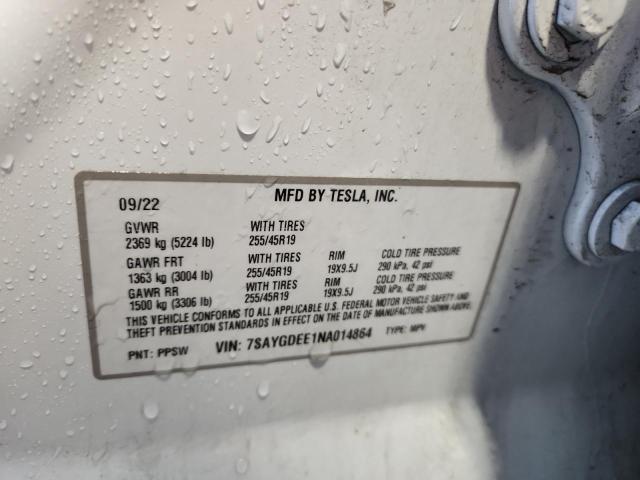 09/22 MFD BY TESLA, INC.
GVWR WITH TIRES
2369 kg (5224 lb) 255/45R19
GAWR FRT WITH TIRES RIM COLD TIRE PRESSURE
1363 kg (3004 lb) 255/45R19 19X9.5J 290 kPa, 42 psi
GAWR RR WITH TIRES RIM COLD TIRE PRESSURE
1500 kg (3306 lb) 255/45R19 19X9.5J 290 kPa, 42 psi
THIS VEHICLE CONFORMS TO ALL APPLICABLE U.S. FEDERAL MOTOR VEHICLE SAFETY AND
THEFT PREVENTION STANDARDS IN EFFECT ON THE DATE OF MANUFACTURE SHOWN ABOVE.
PNT: PPSW VIN: 7SAYGDEE1NA014864 TYPE: MPV